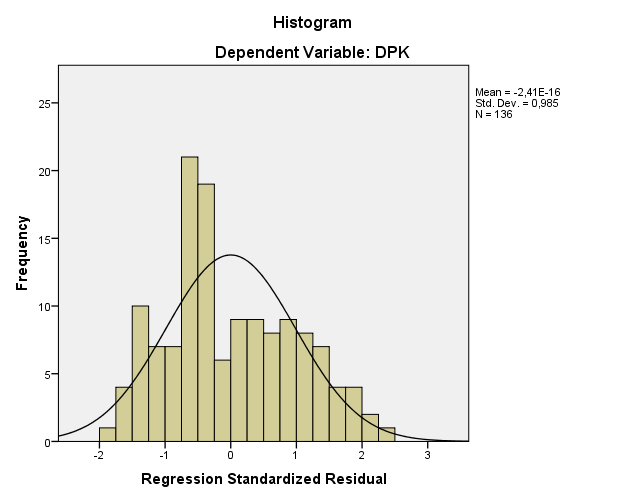 Histogram
Dependent Variable: DPK
Mean = -2,41E-16
Std. Dev. = 0,985
N = 136
Frequency
25
20
15
10
5
0
-2 -1 0 1 2 3
Regression Standardized Residual